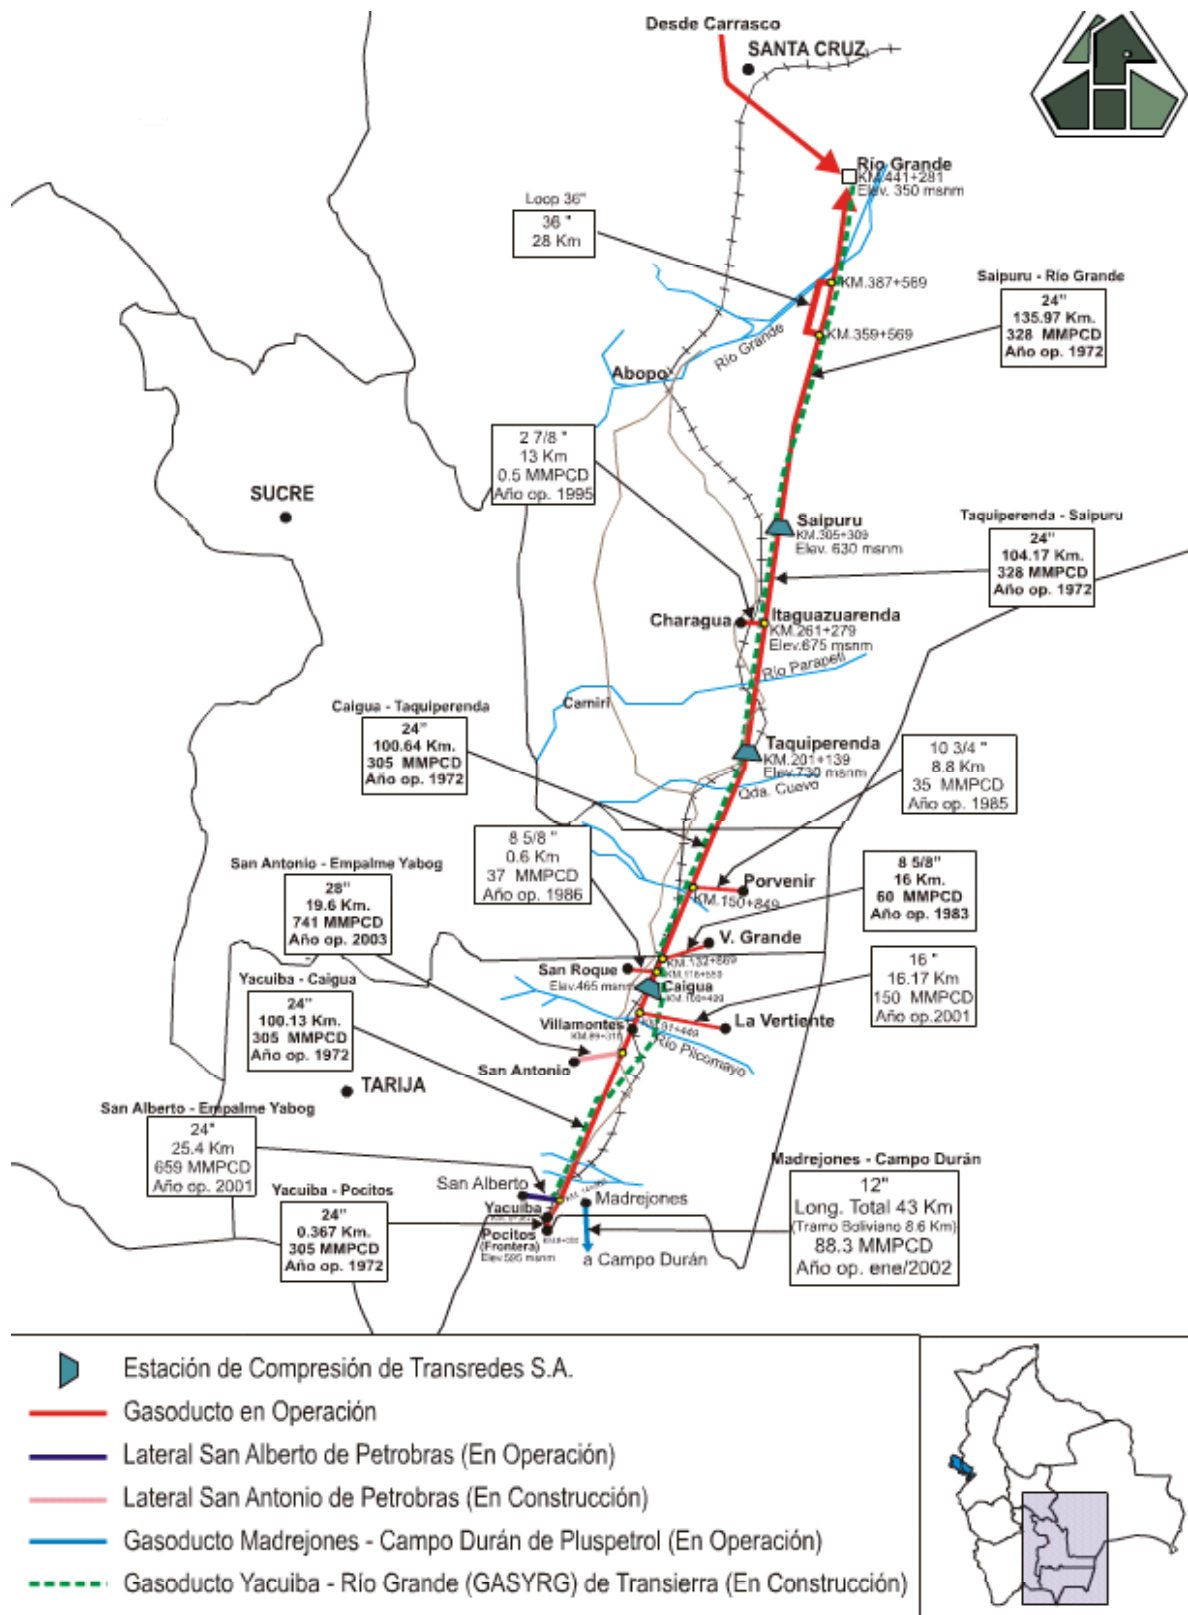 Desde Carrasco
SANTA CRUZ
Río Grande
KM.441+281
Elev. 350 msnm
Loop 36"
36 "
28 Km
KM.387+589
Saipuru - Río Grande
24"
135.97 Km.
328 MMPCD
Año op. 1972
KM.359+569
Río Grande
Abopo
2 7/8 "
13 Km
0.5 MMPCD
Año op. 1995
SUCRE
Saipuru
KM.305+309
Elev. 630 msnm
Taquiperenda - Saipuru
24"
104.17 Km.
328 MMPCD
Año op. 1972
Charagua
Itaguazuarenda
KM.261+279
Elev.675 msnm
Río Parapetí
Camiri
Caigua - Taquiperenda
24"
100.64 Km.
305 MMPCD
Año op. 1972
Taquiperenda
KM.201+139
Elev.730 msnm
Qda. Cuevo
10 3/4 "
8.8 Km
35 MMPCD
Año op. 1985
8 5/8 "
0.6 Km
37 MMPCD
Año op. 1986
San Antonio - Empalme Yabog
28"
19.6 Km.
741 MMPCD
Año op. 2003
Porvenir
KM.150+849
8 5/8"
16 Km.
60 MMPCD
Año op. 1983
V. Grande
KM.132+869
San Roque
Elev.465 msnm
Caigua
16 "
16.17 Km
150 MMPCD
Año op.2001
Yacuiba - Caigua
24"
100.13 Km.
305 MMPCD
Año op. 1972
La Vertiente
KM.91+449
Villamontes
Río Pilcomayo
San Antonio
TARIJA
San Alberto - Empalme Yabog
24"
25.4 Km
659 MMPCD
Año op. 2001
San Alberto
Madrejones
Madrejones - Campo Durán
12"
Long. Total 43 Km
(Tramo Boliviano 8.6 Km)
88.3 MMPCD
Año op. ene/2002
Yacuiba - Pocitos
24"
0.367 Km.
305 MMPCD
Año op. 1972
Yacuiba
Pocitos
(Frontera)
Elev.595 msnm
a Campo Durán
Estación de Compresión de Transredes S.A.
Gasoducto en Operación
Lateral San Alberto de Petrobras (En Operación)
Lateral San Antonio de Petrobras (En Construcción)
Gasoducto Madrejones - Campo Durán de Pluspetrol (En Operación)
Gasoducto Yacuiba - Río Grande (GASYRG) de Transierra (En Construcción)